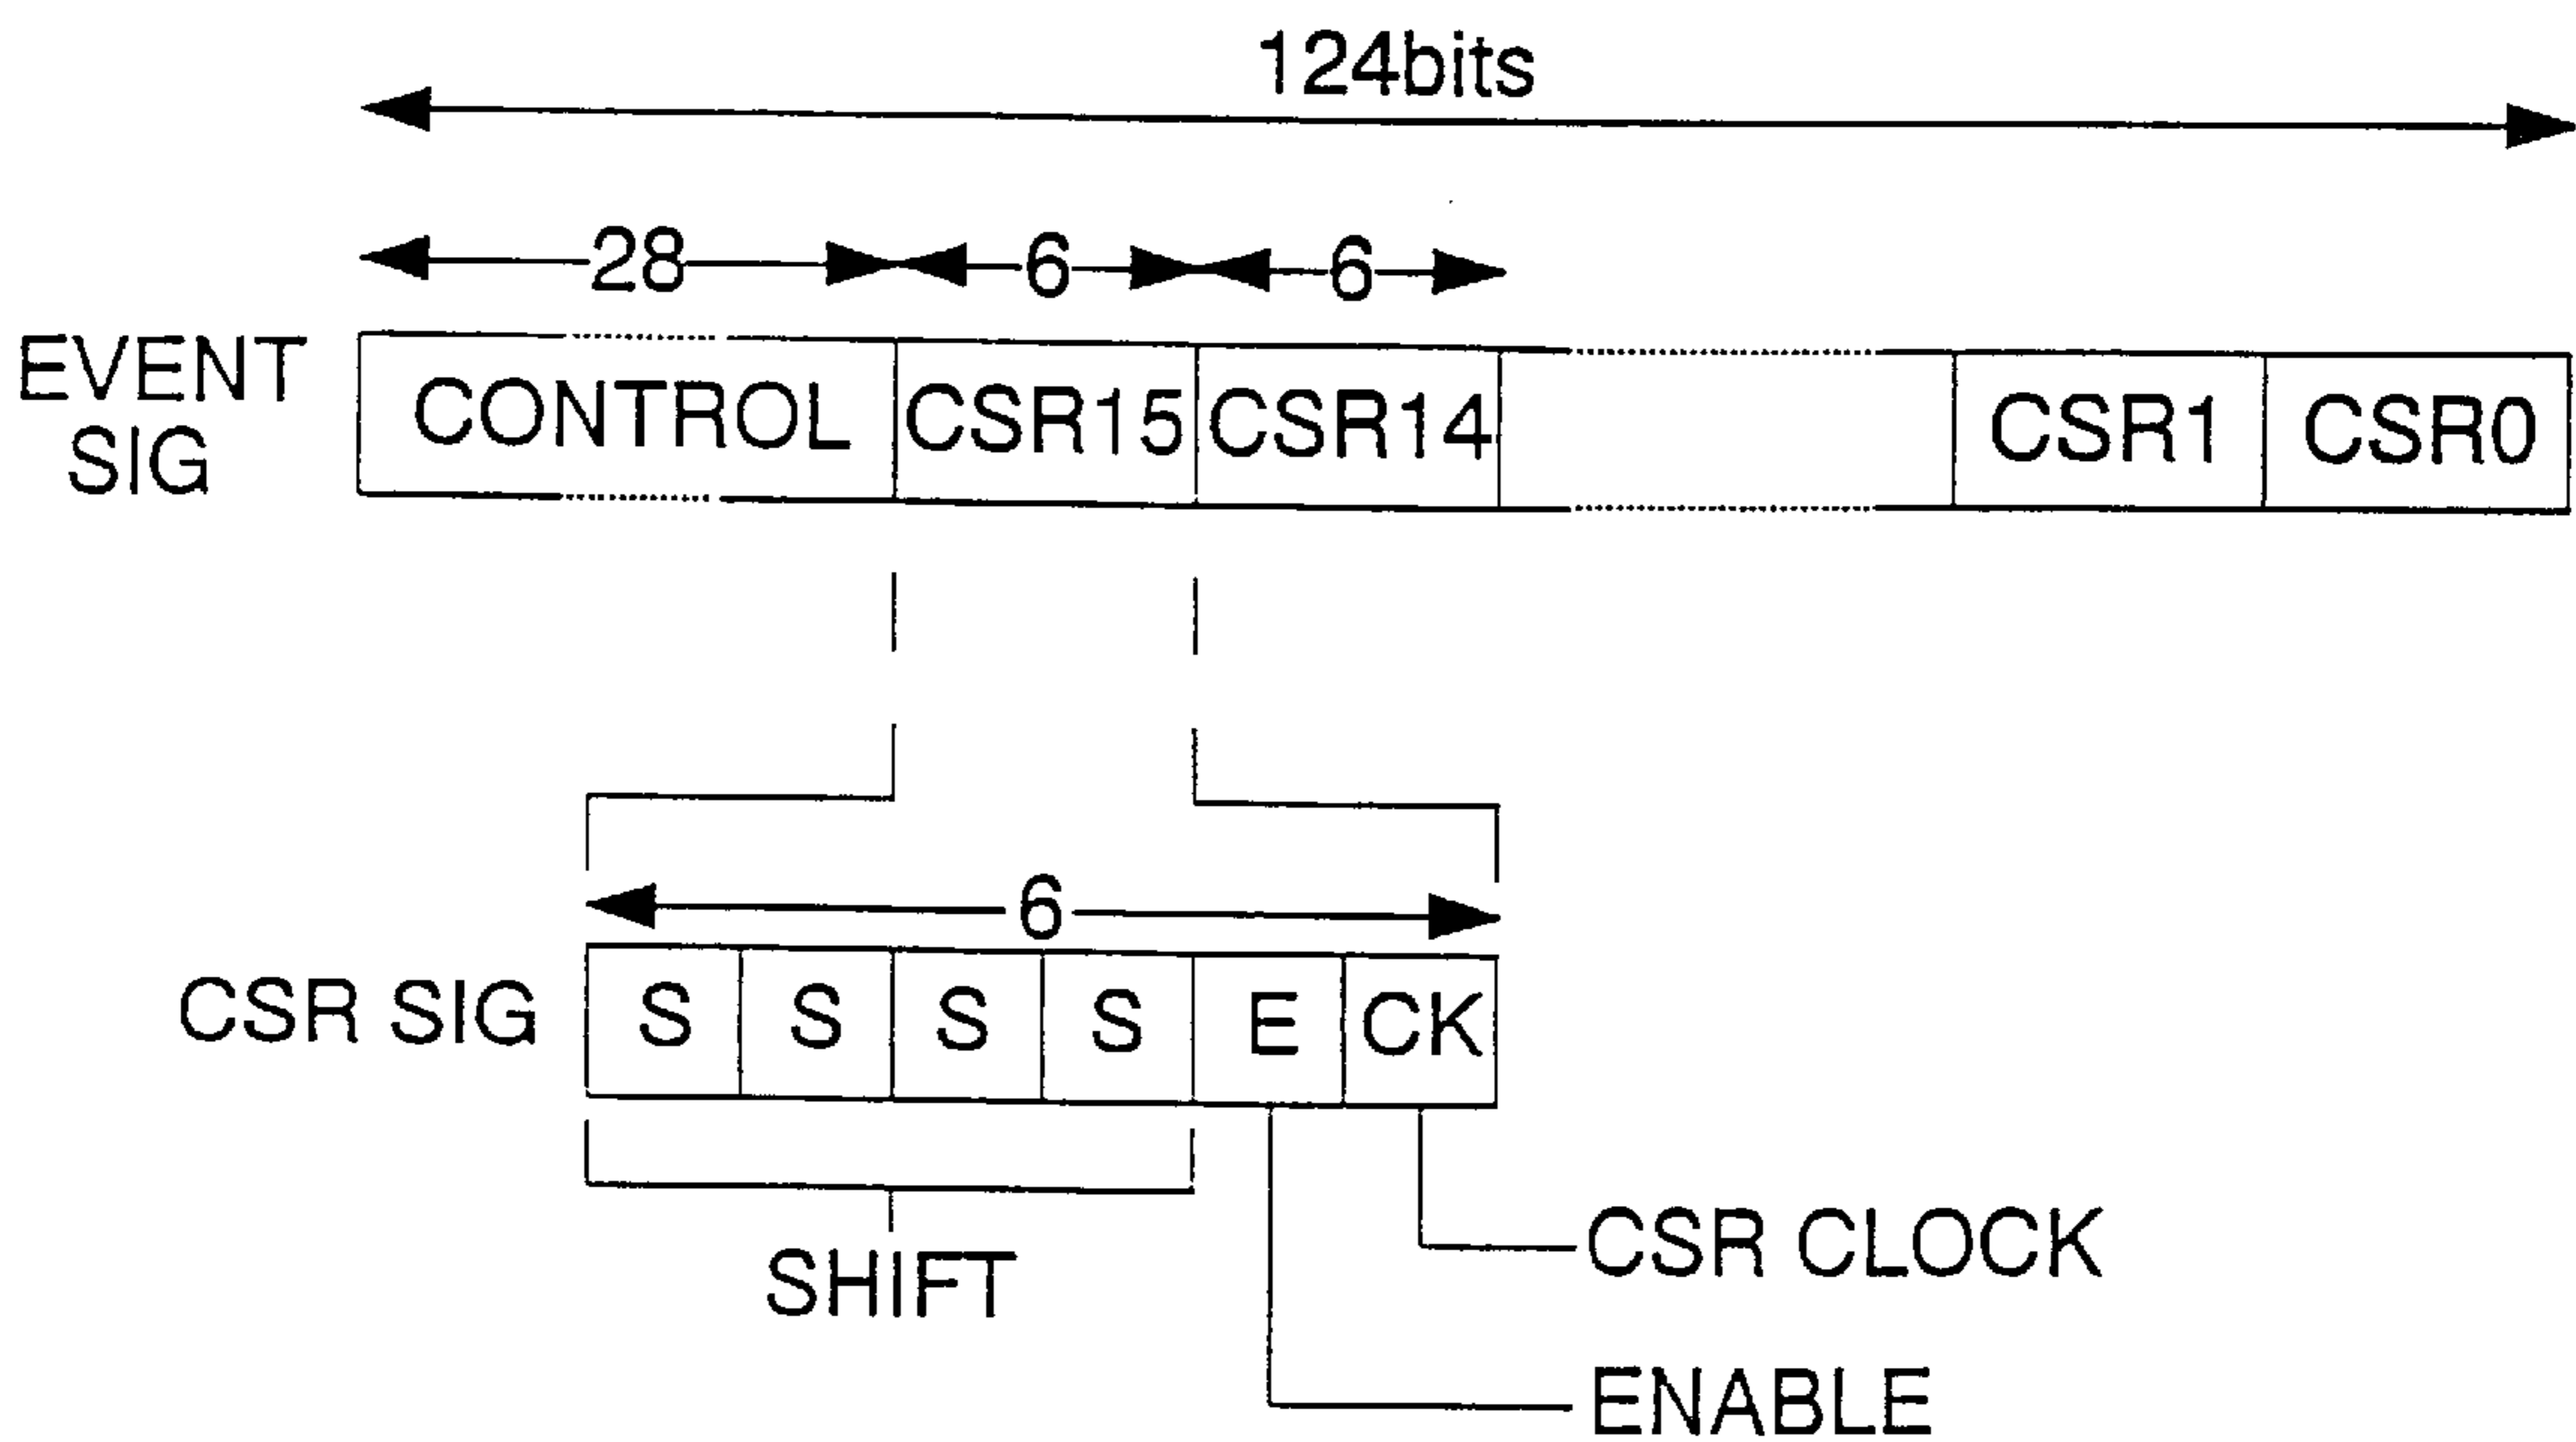 124bits
28 6 6
EVENT SIG
CONTROL CSR15 CSR14 CSR1 CSR0
6
CSR SIG S S S S E CK
SHIFT
CSR CLOCK
ENABLE